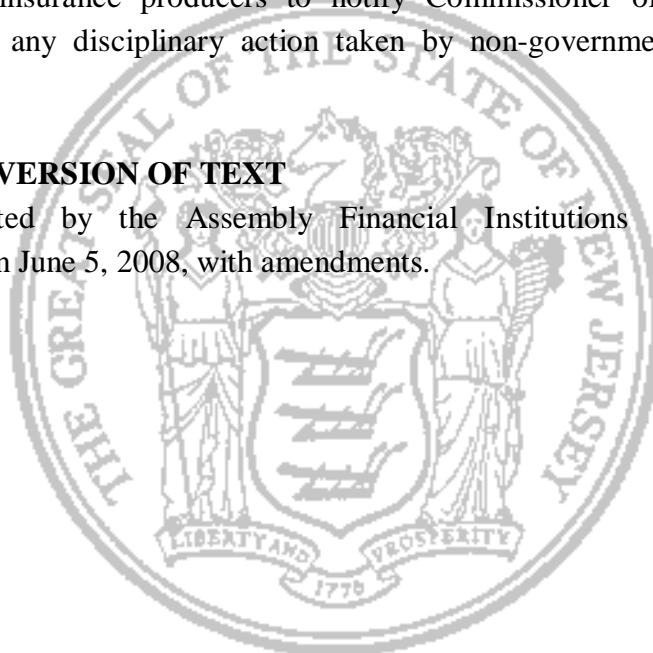 insurance producers to notify Commissioner of
any disciplinary action taken by non-governme
VERSION OF TEXT
ted by the Assembly Financial Institutions
n June 5, 2008, with amendments.
THE GREAT SEAL OF THE STATE OF NEW JERSEY
LIBERTY AND PROSPERITY
1776